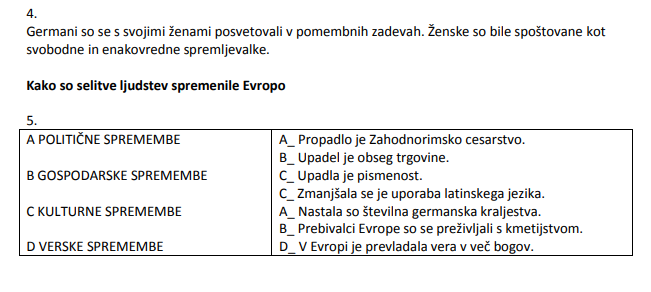 4.
Germani so se s svojimi ženami posvetovali v pomembnih zadevah. Ženske so bile spoštovane kot
svobodne in enakovredne spremljevalke.
Kako so selitve ljudstev spremenile Evropo
5.
A POLITIČNE SPREMEMBE
B GOSPODARSKE SPREMEMBE
C KULTURNE SPREMEMBE
D VERSKE SPREMEMBE
A_ Propadlo je Zahodnorimsko cesarstvo.
B_ Upadel je obseg trgovine.
C_ Upadla je pismenost.
C_ Zmanjšala se je uporaba latinskega jezika.
A_ Nastala so številna germanska kraljestva.
B_ Prebivalci Evrope so se preživljali s kmetijstvom.
D_ V Evropi je prevladala vera v več bogov.